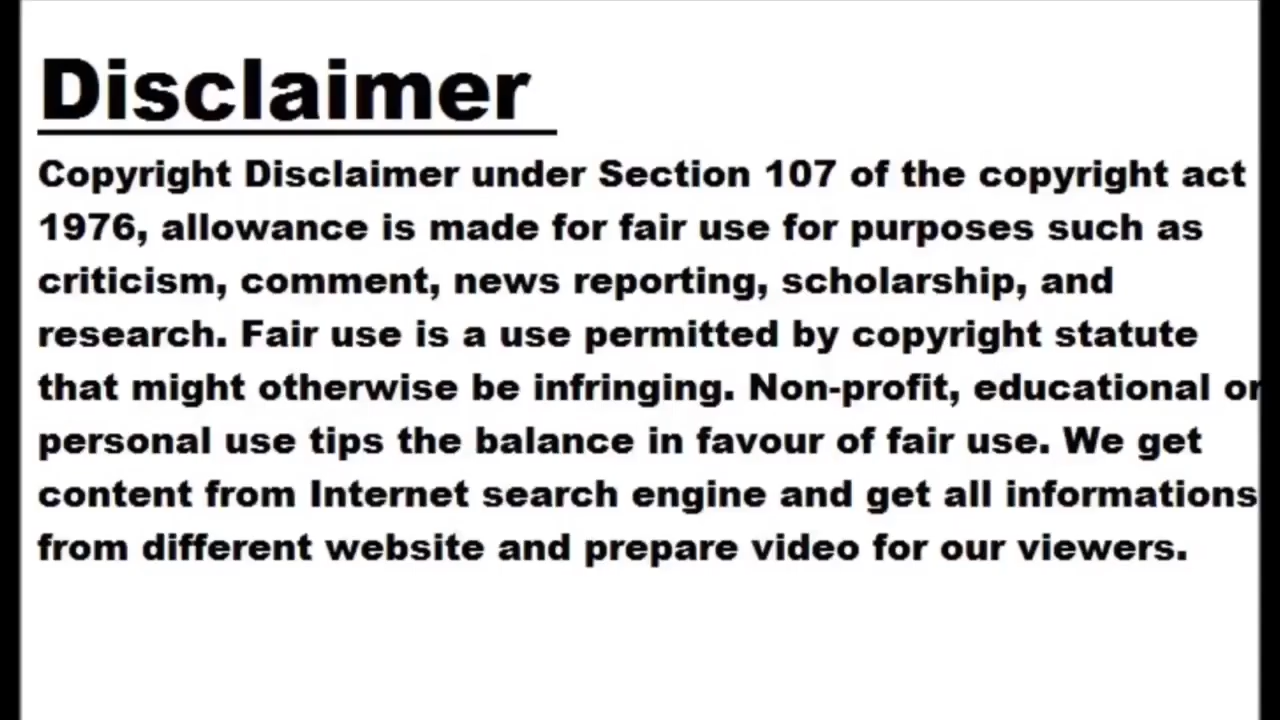 Disclaimer
Copyright Disclaimer under Section 107 of the copyright act
1976, allowance is made for fair use for purposes such as
criticism, comment, news reporting, scholarship, and
research. Fair use is a use permitted by copyright statute
that might otherwise be infringing. Non-profit, educational or
personal use tips the balance in favour of fair use. We get
content from Internet search engine and get all informations
from different website and prepare video for our viewers.